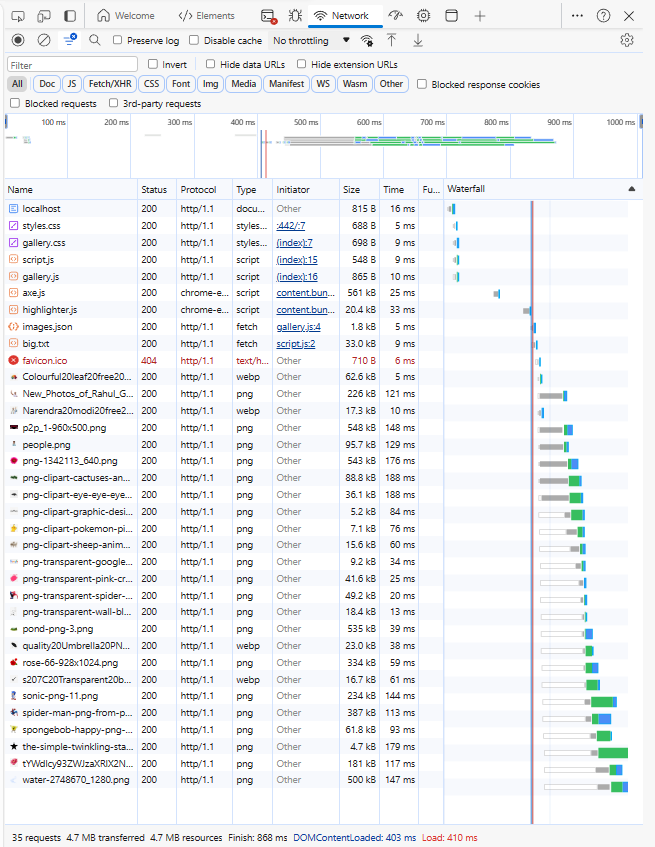 Welcome Elements Network
Preserve log Disable cache No throttling
Filter Invert Hide data URLs Hide extension URLs
All Doc JS Fetch/XHR CSS Font Img Media Manifest WS Wasm Other Blocked response cookies
Blocked requests 3rd-party requests
100 ms 200 ms 300 ms 400 ms 500 ms 600 ms 700 ms 800 ms 900 ms 1000 ms
Name Status Protocol Type Initiator Size Time Fu... Waterfall
localhost 200 http/1.1 docu... Other 815 B 16 ms
styles.css 200 http/1.1 styles... :442/:7 688 B 5 ms
gallery.css 200 http/1.1 styles... (index):7 698 B 9 ms
script.js 200 http/1.1 script (index):15 548 B 9 ms
gallery.js 200 http/1.1 script (index):16 865 B 10 ms
axe.js 200 chrome-e... script content.bun... 561 kB 25 ms
highlighter.js 200 chrome-e... script content.bun... 20.4 kB 33 ms
images.json 200 http/1.1 fetch gallery.js:4 1.8 kB 5 ms
big.txt 200 http/1.1 fetch script.js:2 33.0 kB 9 ms
favicon.ico 404 http/1.1 text/h... Other 710 B 6 ms
Colourful20leaf20free20... 200 http/1.1 webp Other 62.6 kB 5 ms
New_Photos_of_Rahul_G... 200 http/1.1 png Other 226 kB 121 ms
Narendra20modi20free2... 200 http/1.1 webp Other 17.3 kB 10 ms
p2p_1-960x500.png 200 http/1.1 png Other 548 kB 148 ms
people.png 200 http/1.1 png Other 95.7 kB 129 ms
png-1342113_640.png 200 http/1.1 png Other 543 kB 176 ms
png-clipart-cactuses-an... 200 http/1.1 png Other 88.8 kB 188 ms
png-clipart-eye-eye-eye... 200 http/1.1 png Other 36.1 kB 188 ms
png-clipart-graphic-desi... 200 http/1.1 png Other 5.2 kB 84 ms
png-clipart-pokemon-pi... 200 http/1.1 png Other 7.1 kB 76 ms
png-clipart-sheep-anim... 200 http/1.1 png Other 15.6 kB 60 ms
png-transparent-google... 200 http/1.1 png Other 9.2 kB 34 ms
png-transparent-pink-cr... 200 http/1.1 png Other 41.6 kB 25 ms
png-transparent-spider-... 200 http/1.1 png Other 49.2 kB 20 ms
png-transparent-wall-bl... 200 http/1.1 png Other 18.4 kB 13 ms
pond-png-3.png 200 http/1.1 png Other 535 kB 39 ms
quality20Umbrella20PN... 200 http/1.1 webp Other 23.0 kB 38 ms
rose-66-928x1024.png 200 http/1.1 png Other 334 kB 59 ms
s207C20Transparent20b... 200 http/1.1 webp Other 16.7 kB 61 ms
sonic-png-11.png 200 http/1.1 png Other 234 kB 144 ms
spider-man-png-from-p... 200 http/1.1 png Other 387 kB 113 ms
spongebob-happy-png-... 200 http/1.1 png Other 61.8 kB 93 ms
the-simple-twinkling-sta... 200 http/1.1 png Other 4.7 kB 179 ms
tYWdlcy93ZWJzaXRlX2N... 200 http/1.1 png Other 181 kB 117 ms
water-2748670_1280.png 200 http/1.1 png Other 500 kB 147 ms
35 requests 4.7 MB transferred 4.7 MB resources Finish: 868 ms DOMContentLoaded: 403 ms Load: 410 ms